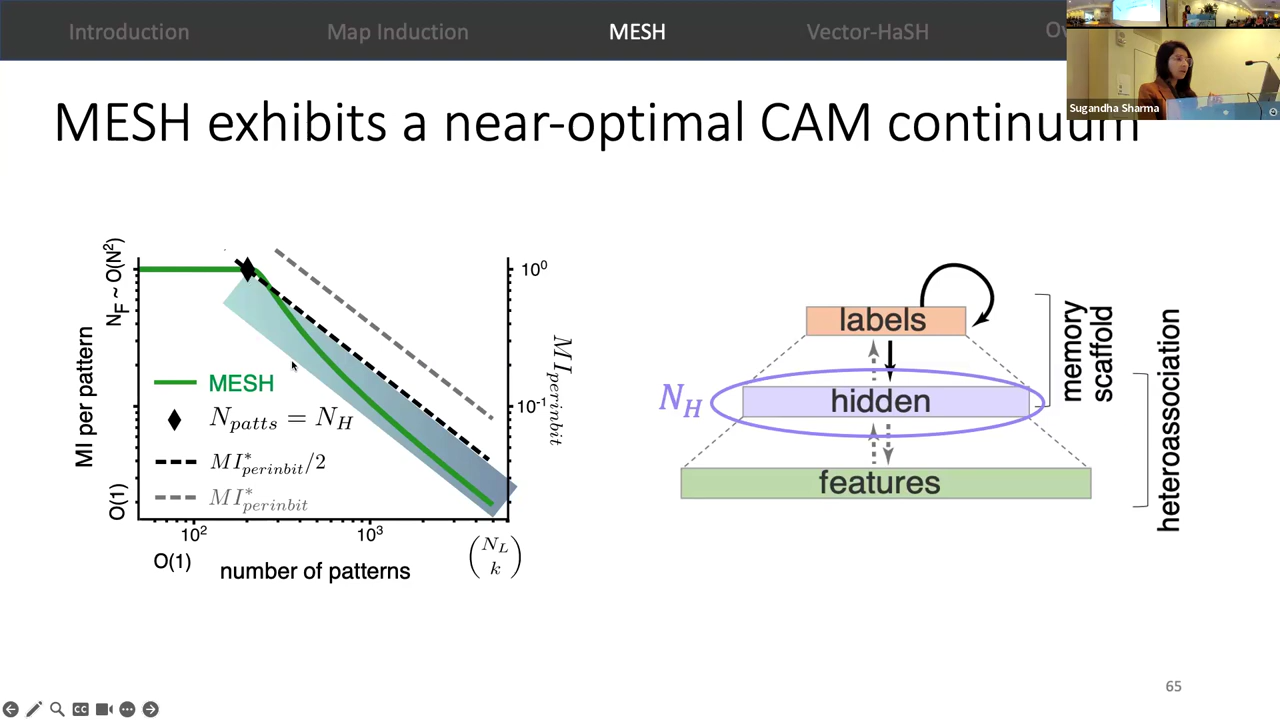 Introduction
Map Induction
MESH
Vector-HaSH
Sugandha Sharma
MESH exhibits a near-optimal CAM continuum
MI per pattern
N_F ~ O(N²)
O(1)
10⁰
10⁻¹
MI_perinbit
MESH
N_patts = N_H
MI*_perinbit/2
MI*_perinbit
10²
10³
O(1)
number of patterns
(N_L k)
labels
hidden
features
N_H
memory
scaffold
heteroassociation
65
CC